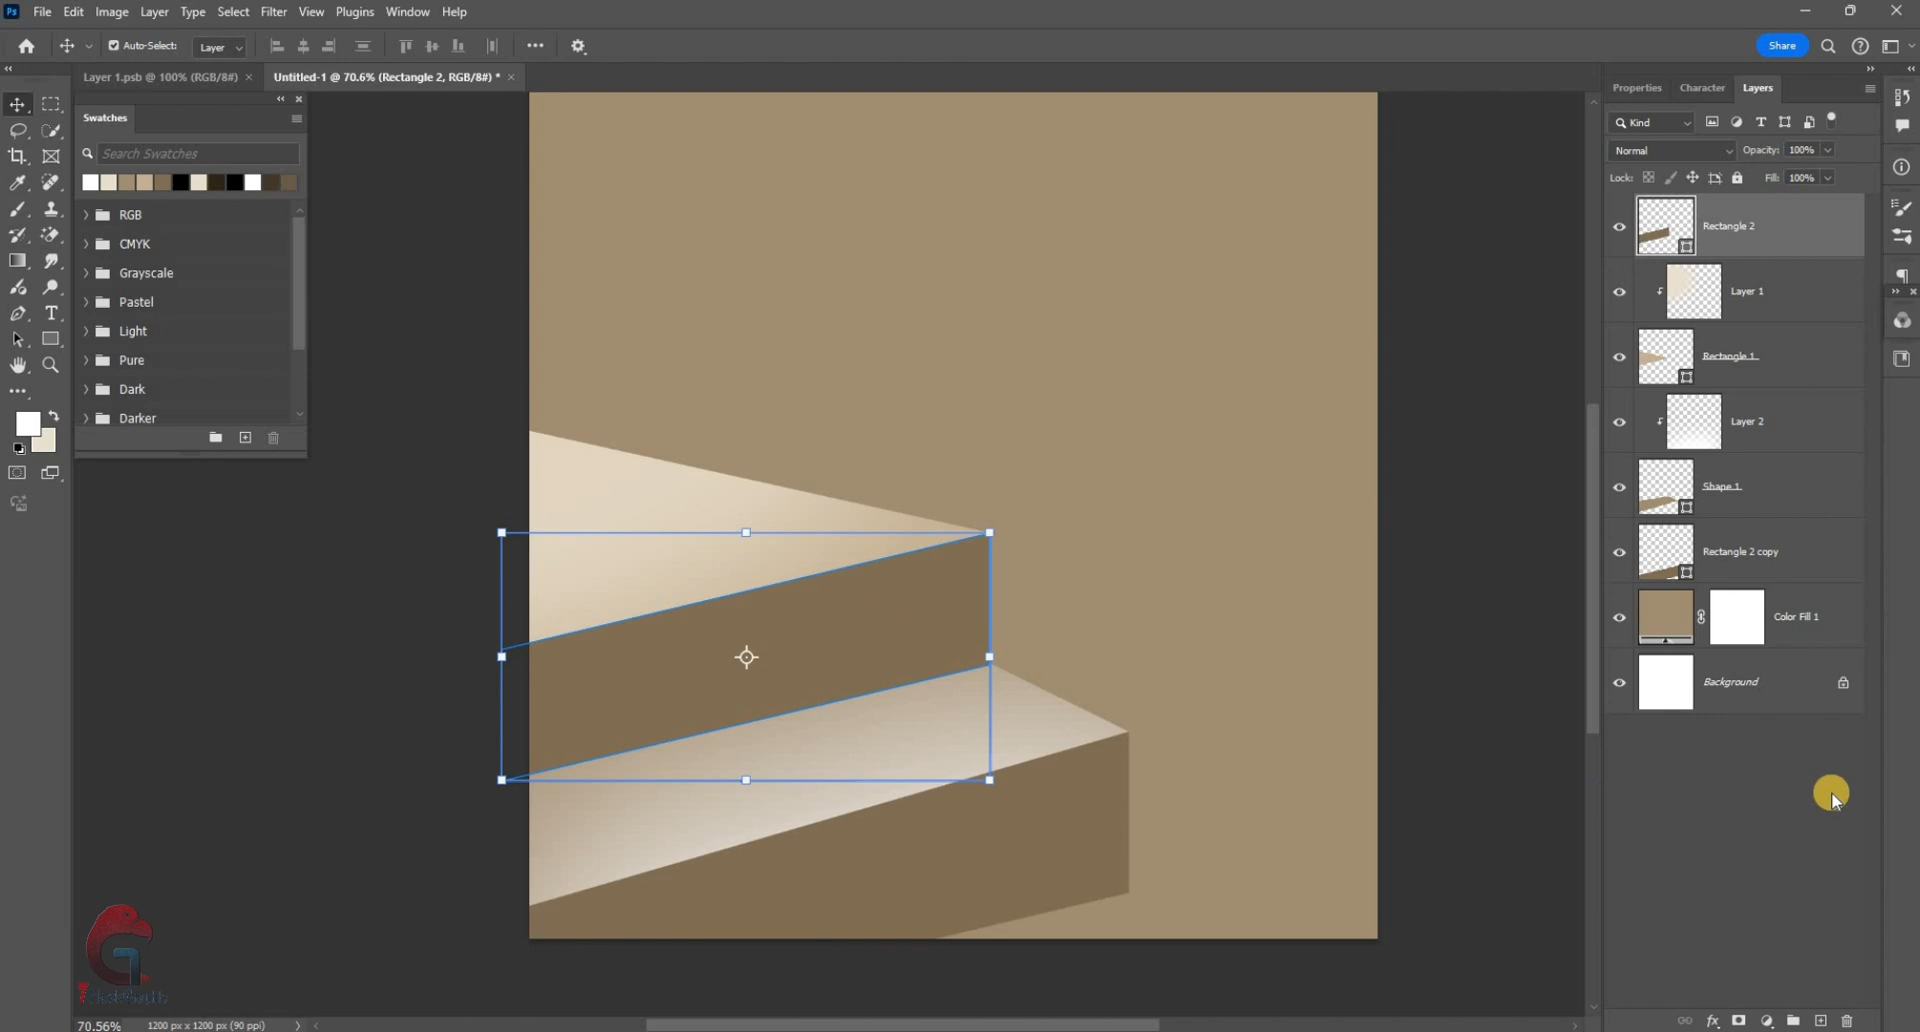 Ps File Edit Image Layer Type Select Filter View Plugins Window Help
Auto-Select: Layer Share
Layer 1.psb @ 100% (RGB/8#) × Untitled-1 @ 70.6% (Rectangle 2, RGB/8#) * ×
Swatches
Search Swatches
RGB
CMYK
Grayscale
Pastel
Light
Pure
Dark
Darker
Properties Character Layers
Kind
Normal Opacity: 100%
Lock: Fill: 100%
Rectangle 2
Layer 1
Rectangle 1
Layer 2
Shape 1
Rectangle 2 copy
Color Fill 1
Background
70.56% 1200 px x 1200 px (90 ppi)